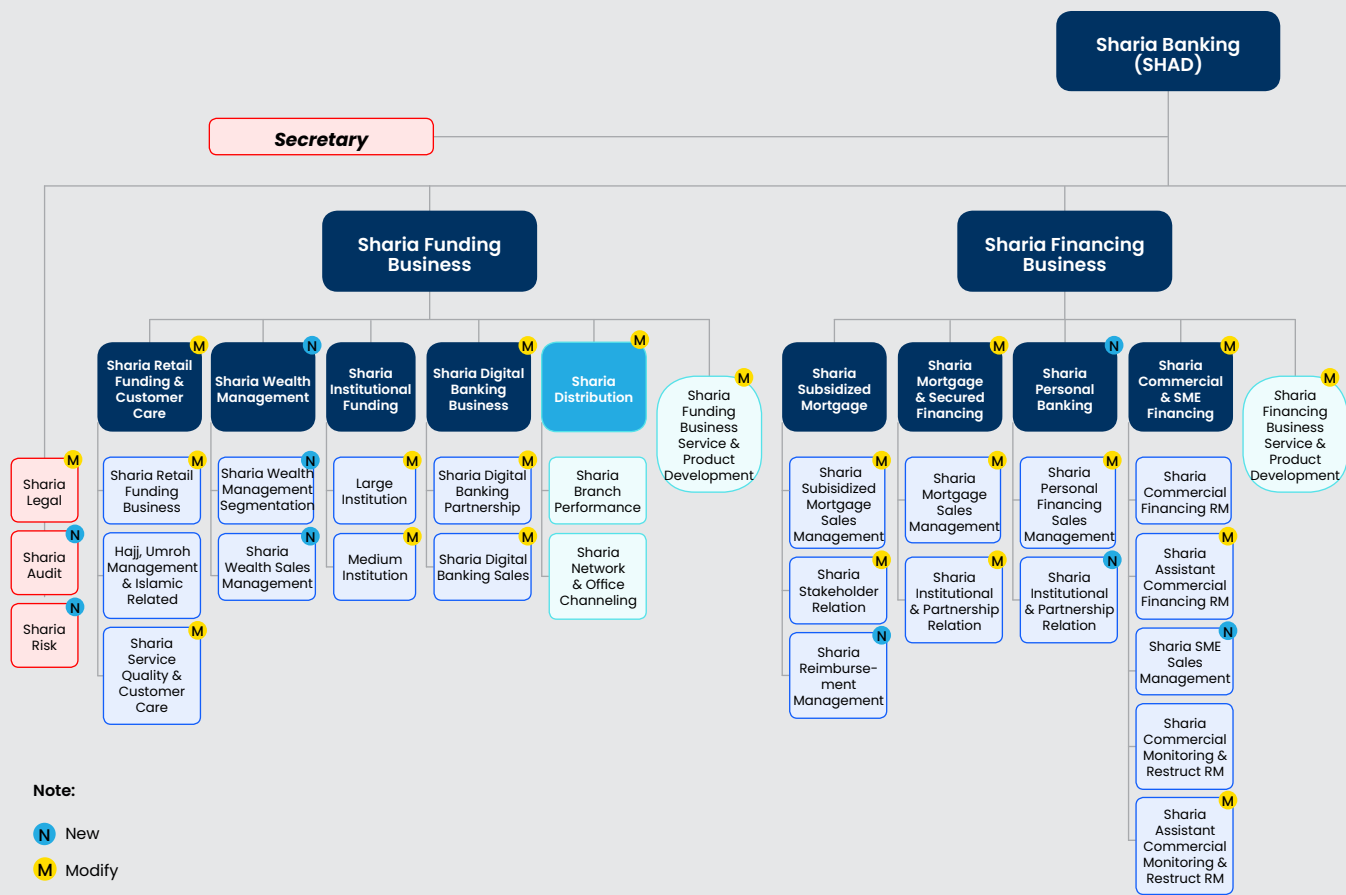 Sharia Banking
(SHAD)
Secretary
Sharia Funding
Business
Sharia Financing
Business
M
Sharia Retail
Funding &
Customer
Care
N
Sharia Wealth
Management
Sharia
Institutional
Funding
M
Sharia Digital
Banking
Business
M
Sharia
Distribution
M
Sharia
Funding
Business
Service &
Product
Development
Sharia
Subsidized
Mortgage
M
Sharia
Mortgage
& Secured
Financing
N
Sharia
Personal
Banking
M
Sharia
Commercial
& SME
Financing
M
Sharia
Financing
Business
Service &
Product
Development
M
Sharia
Legal
N
Sharia
Audit
N
Sharia
Risk
M
Sharia Retail
Funding
Business
Hajj, Umroh
Management
& Islamic
Related
M
Sharia
Service
Quality &
Customer
Care
N
Sharia Wealth
Management
Segmentation
N
Sharia
Wealth Sales
Management
M
Large
Institution
M
Medium
Institution
M
Sharia Digital
Banking
Partnership
M
Sharia Digital
Banking Sales
Sharia
Branch
Performance
Sharia
Network
& Office
Channeling
M
Sharia
Subisidized
Mortgage
Sales
Management
M
Sharia
Stakeholder
Relation
N
Sharia
Reimburse-
ment
Management
M
Sharia
Mortgage
Sales
Management
M
Sharia
Institutional
& Partnership
Relation
M
Sharia
Personal
Financing
Sales
Management
N
Sharia
Institutional
& Partnership
Relation
Sharia
Commercial
Financing RM
M
Sharia
Assistant
Commercial
Financing RM
N
Sharia SME
Sales
Management
Sharia
Commercial
Monitoring &
Restruct RM
M
Sharia
Assistant
Commercial
Monitoring &
Restruct RM
Note:
N New
M Modify